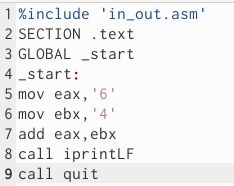 1 %include 'in_out.asm'
2 SECTION .text
3 GLOBAL _start
4 _start:
5 mov eax,'6'
6 mov ebx,'4'
7 add eax,ebx
8 call iprintLF
9 call quit